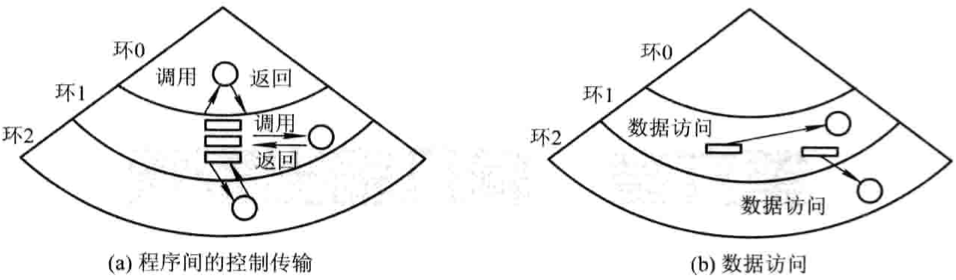 环0
调用
返回
环1
调用
环2
返回
(a) 程序间的控制传输
环0
环1
数据访问
环2
数据访问
(b) 数据访问